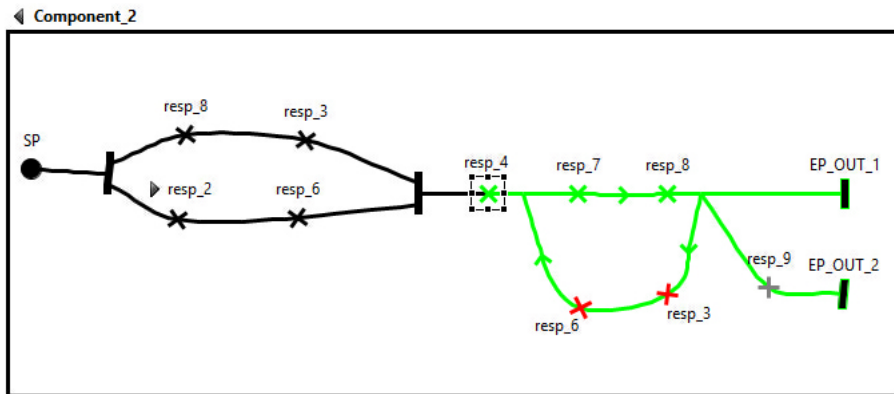 Component_2
resp_8
resp_3
SP
resp_2
resp_6
resp_4
resp_7
resp_8
EP_OUT_1
resp_9
EP_OUT_2
resp_6
resp_3